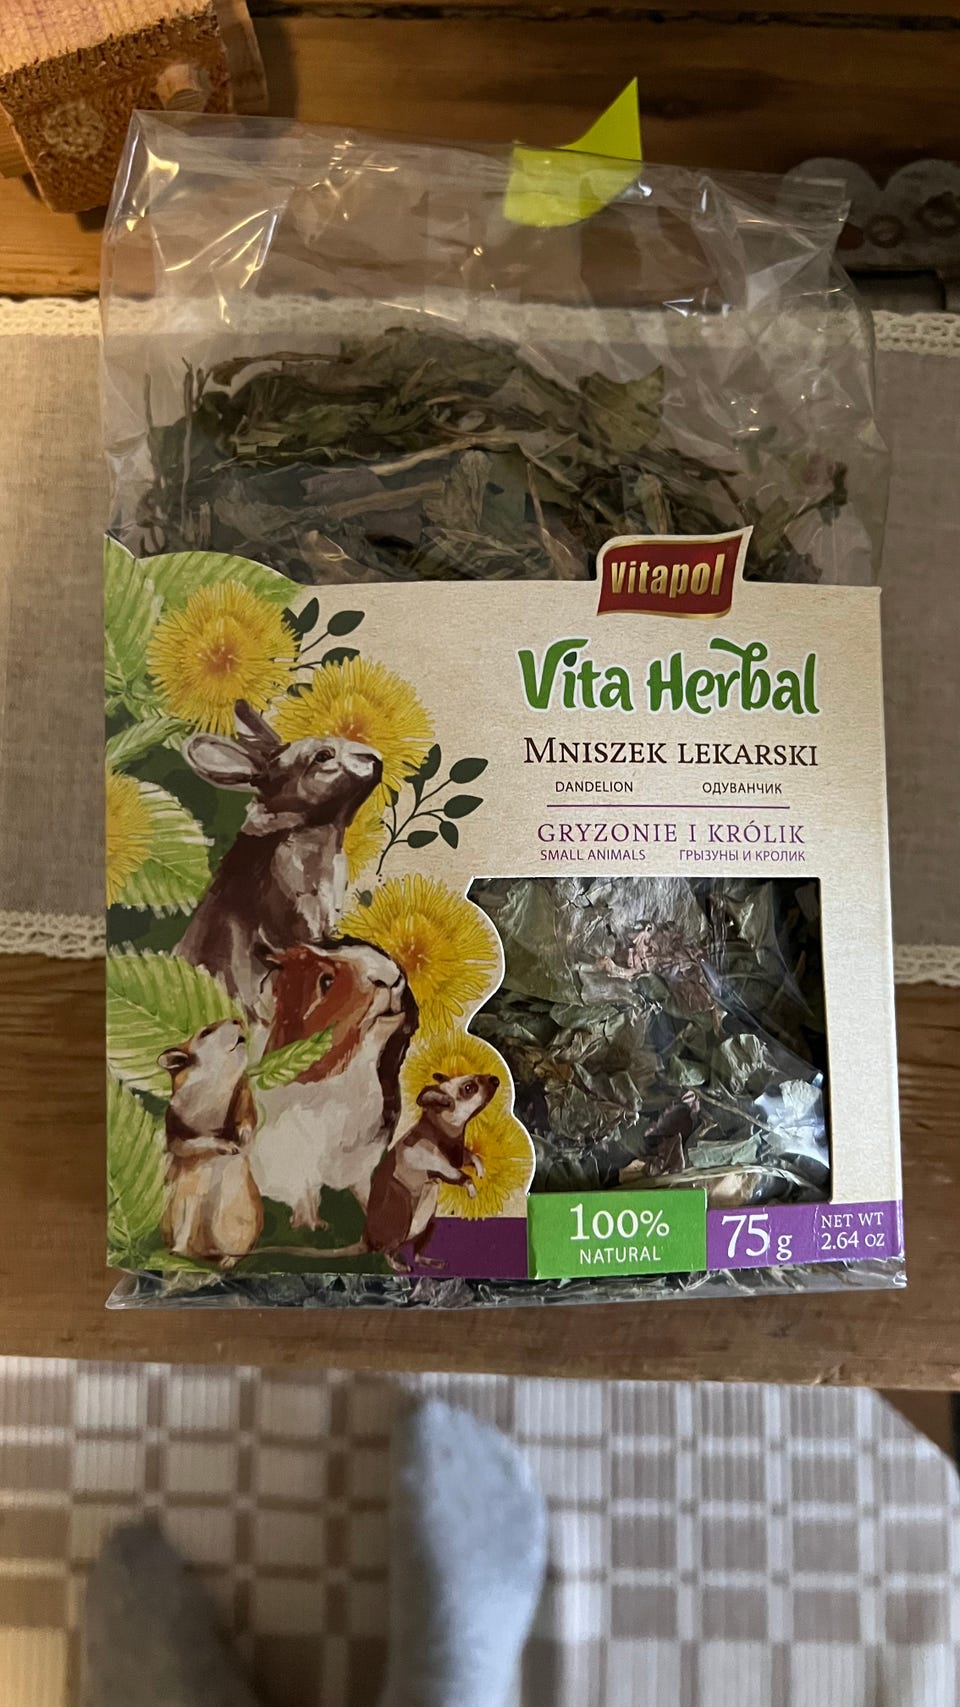 Vitapol
Vita Herbal
MNISZEK LEKARSKI
DANDELION ОДУВАНЧИК
GRYZONIE I KRÓLIK
SMALL ANIMALS ГРЫЗУНЫ И КРОЛИК
100%
NATURAL
75 g
NET WT
2.64 OZ